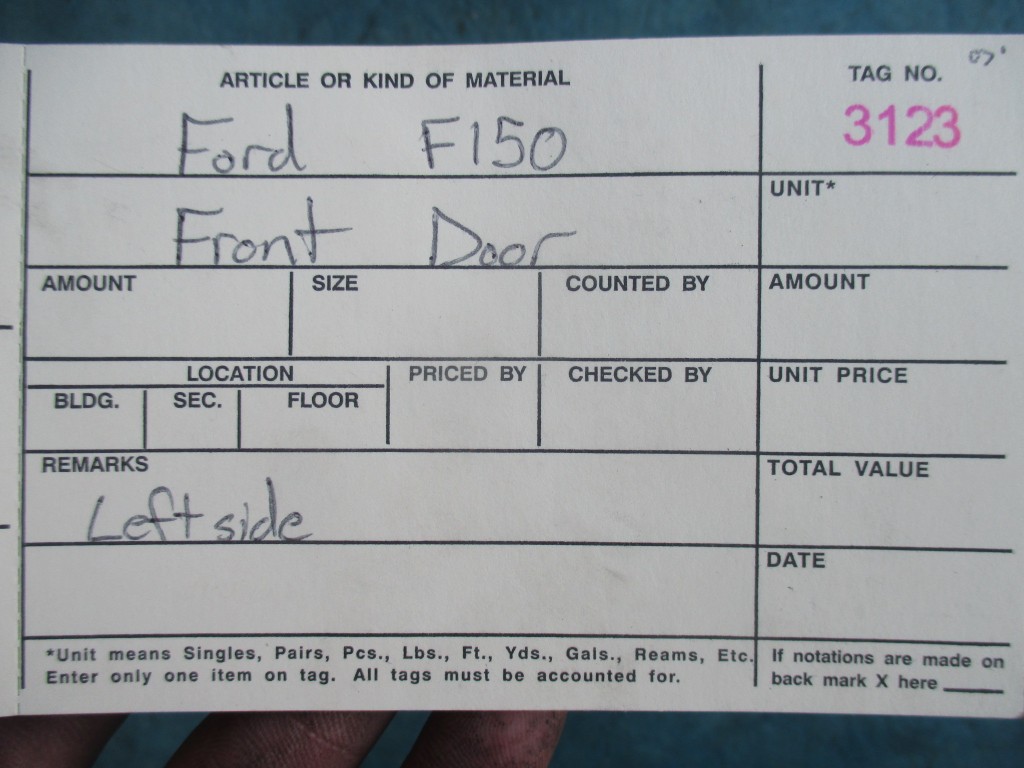 ARTICLE OR KIND OF MATERIAL
TAG NO.
07'
Ford F150
3123
UNIT*
Front Door
AMOUNT SIZE COUNTED BY AMOUNT
LOCATION PRICED BY CHECKED BY UNIT PRICE
BLDG. SEC. FLOOR
REMARKS
TOTAL VALUE
Left side
DATE
*Unit means Singles, Pairs, Pcs., Lbs., Ft., Yds., Gals., Reams, Etc.
Enter only one item on tag. All tags must be accounted for.
If notations are made on
back mark X here